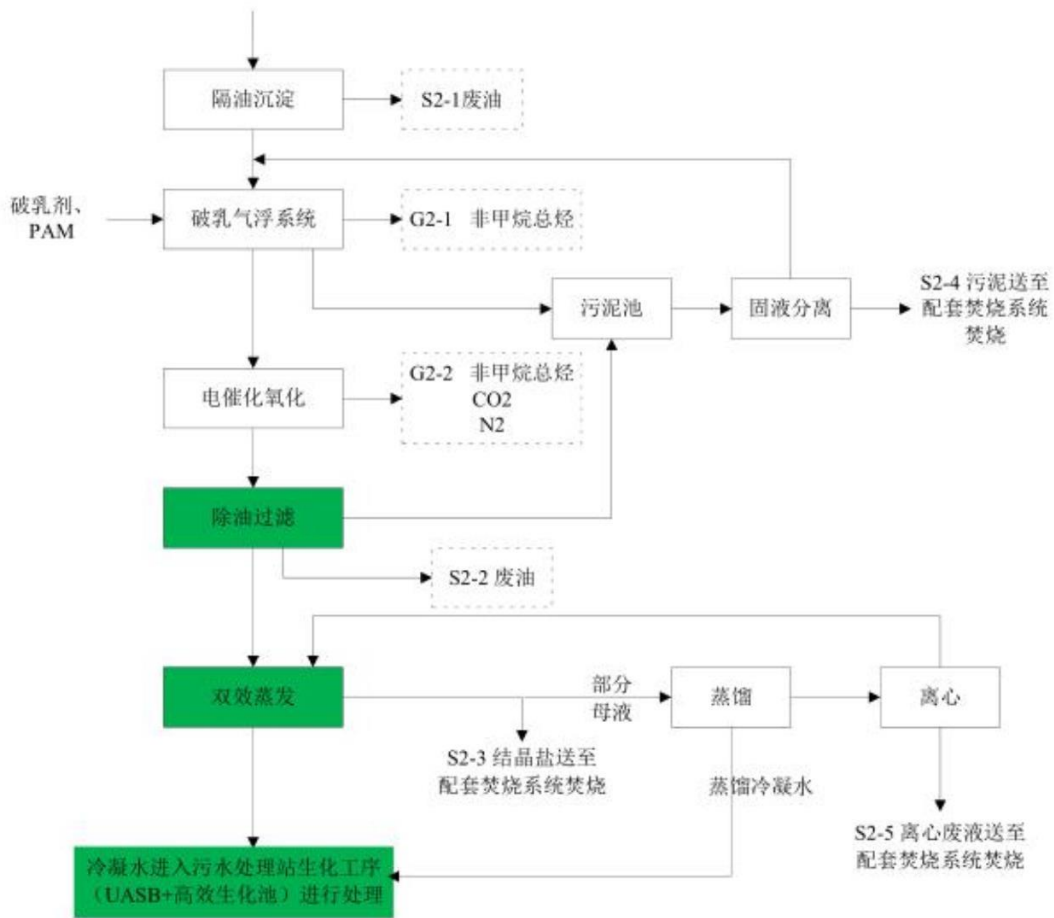 隔油沉淀
S2-1废油
破乳剂、
PAM
破乳气浮系统
G2-1 非甲烷总烃
污泥池
固液分离
S2-4 污泥送至
配套焚烧系统
焚烧
电催化氧化
G2-2 非甲烷总烃
CO2
N2
除油过滤
S2-2 废油
双效蒸发
部分
母液
蒸馏
离心
S2-3 结晶盐送至
配套焚烧系统焚烧
蒸馏冷凝水
S2-5 离心废液送至
配套焚烧系统焚烧
冷凝水进入污水处理站生化工序
（UASB+高效生化池）进行处理